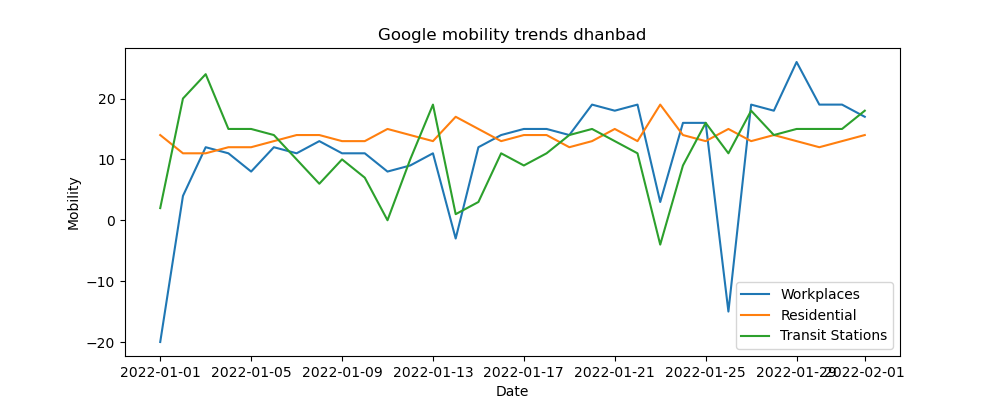 Google mobility trends dhanbad
Mobility
20
10
0
−10
−20
Workplaces
Residential
Transit Stations
2022-01-01 2022-01-05 2022-01-09 2022-01-13 2022-01-17 2022-01-21 2022-01-25 2022-01-29 2022-02-01
Date